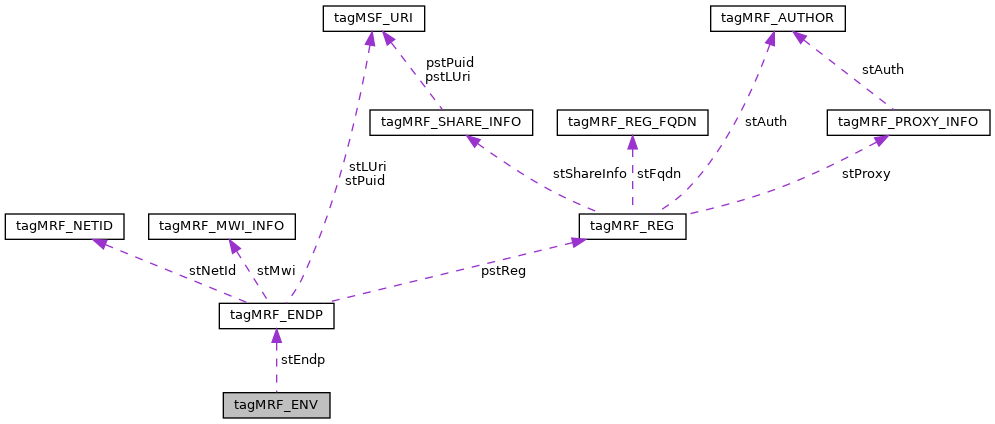 tagMSF_URI
tagMRF_AUTHOR
pstPuid
pstLUri
stAuth
tagMRF_SHARE_INFO
tagMRF_REG_FQDN
stAuth
tagMRF_PROXY_INFO
stLUri
stPuid
stShareInfo
stFqdn
stProxy
tagMRF_NETID
tagMRF_MWI_INFO
tagMRF_REG
stNetId
stMwi
pstReg
tagMRF_ENDP
stEndp
tagMRF_ENV